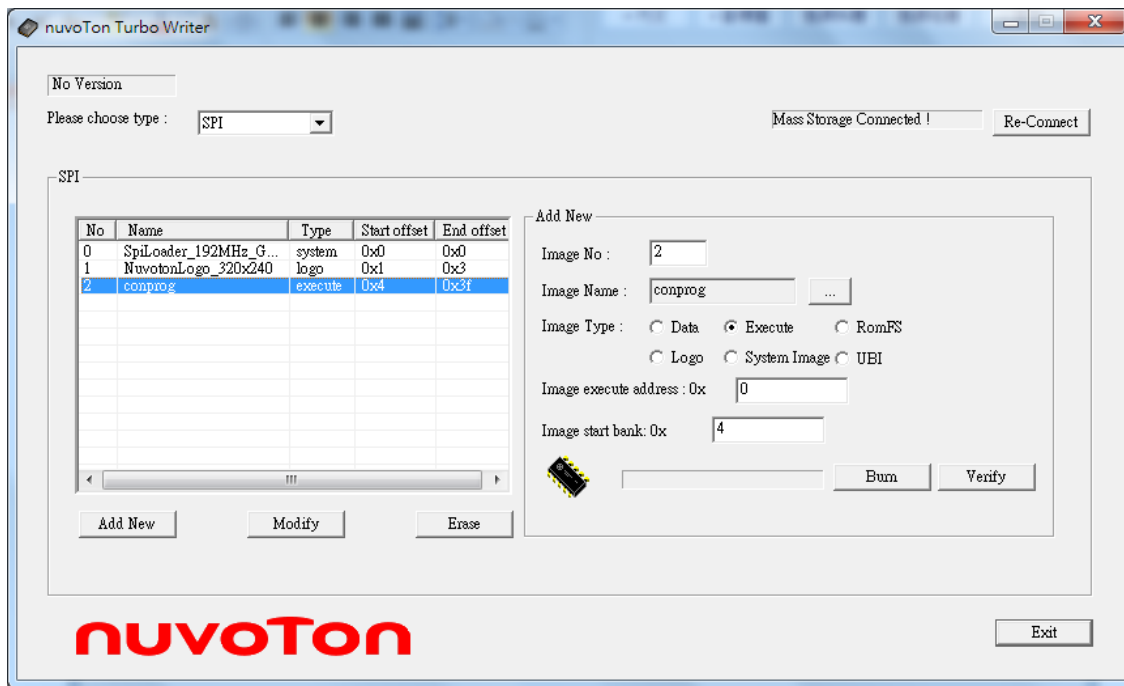 nuvoTon Turbo Writer
No Version
Please choose type : SPI
Mass Storage Connected ! Re-Connect
SPI
No Name Type Start offset End offset
0 SpiLoader_192MHz_G... system 0x0 0x0
1 NuvotonLogo_320x240 logo 0x1 0x3
2 conprog execute 0x4 0x3f
Add New Modify Erase
Add New
Image No : 2
Image Name : conprog ...
Image Type : Data Execute RomFS
Logo System Image UBI
Image execute address : 0x 0
Image start bank: 0x 4
Burn Verify
nuvoTon
Exit